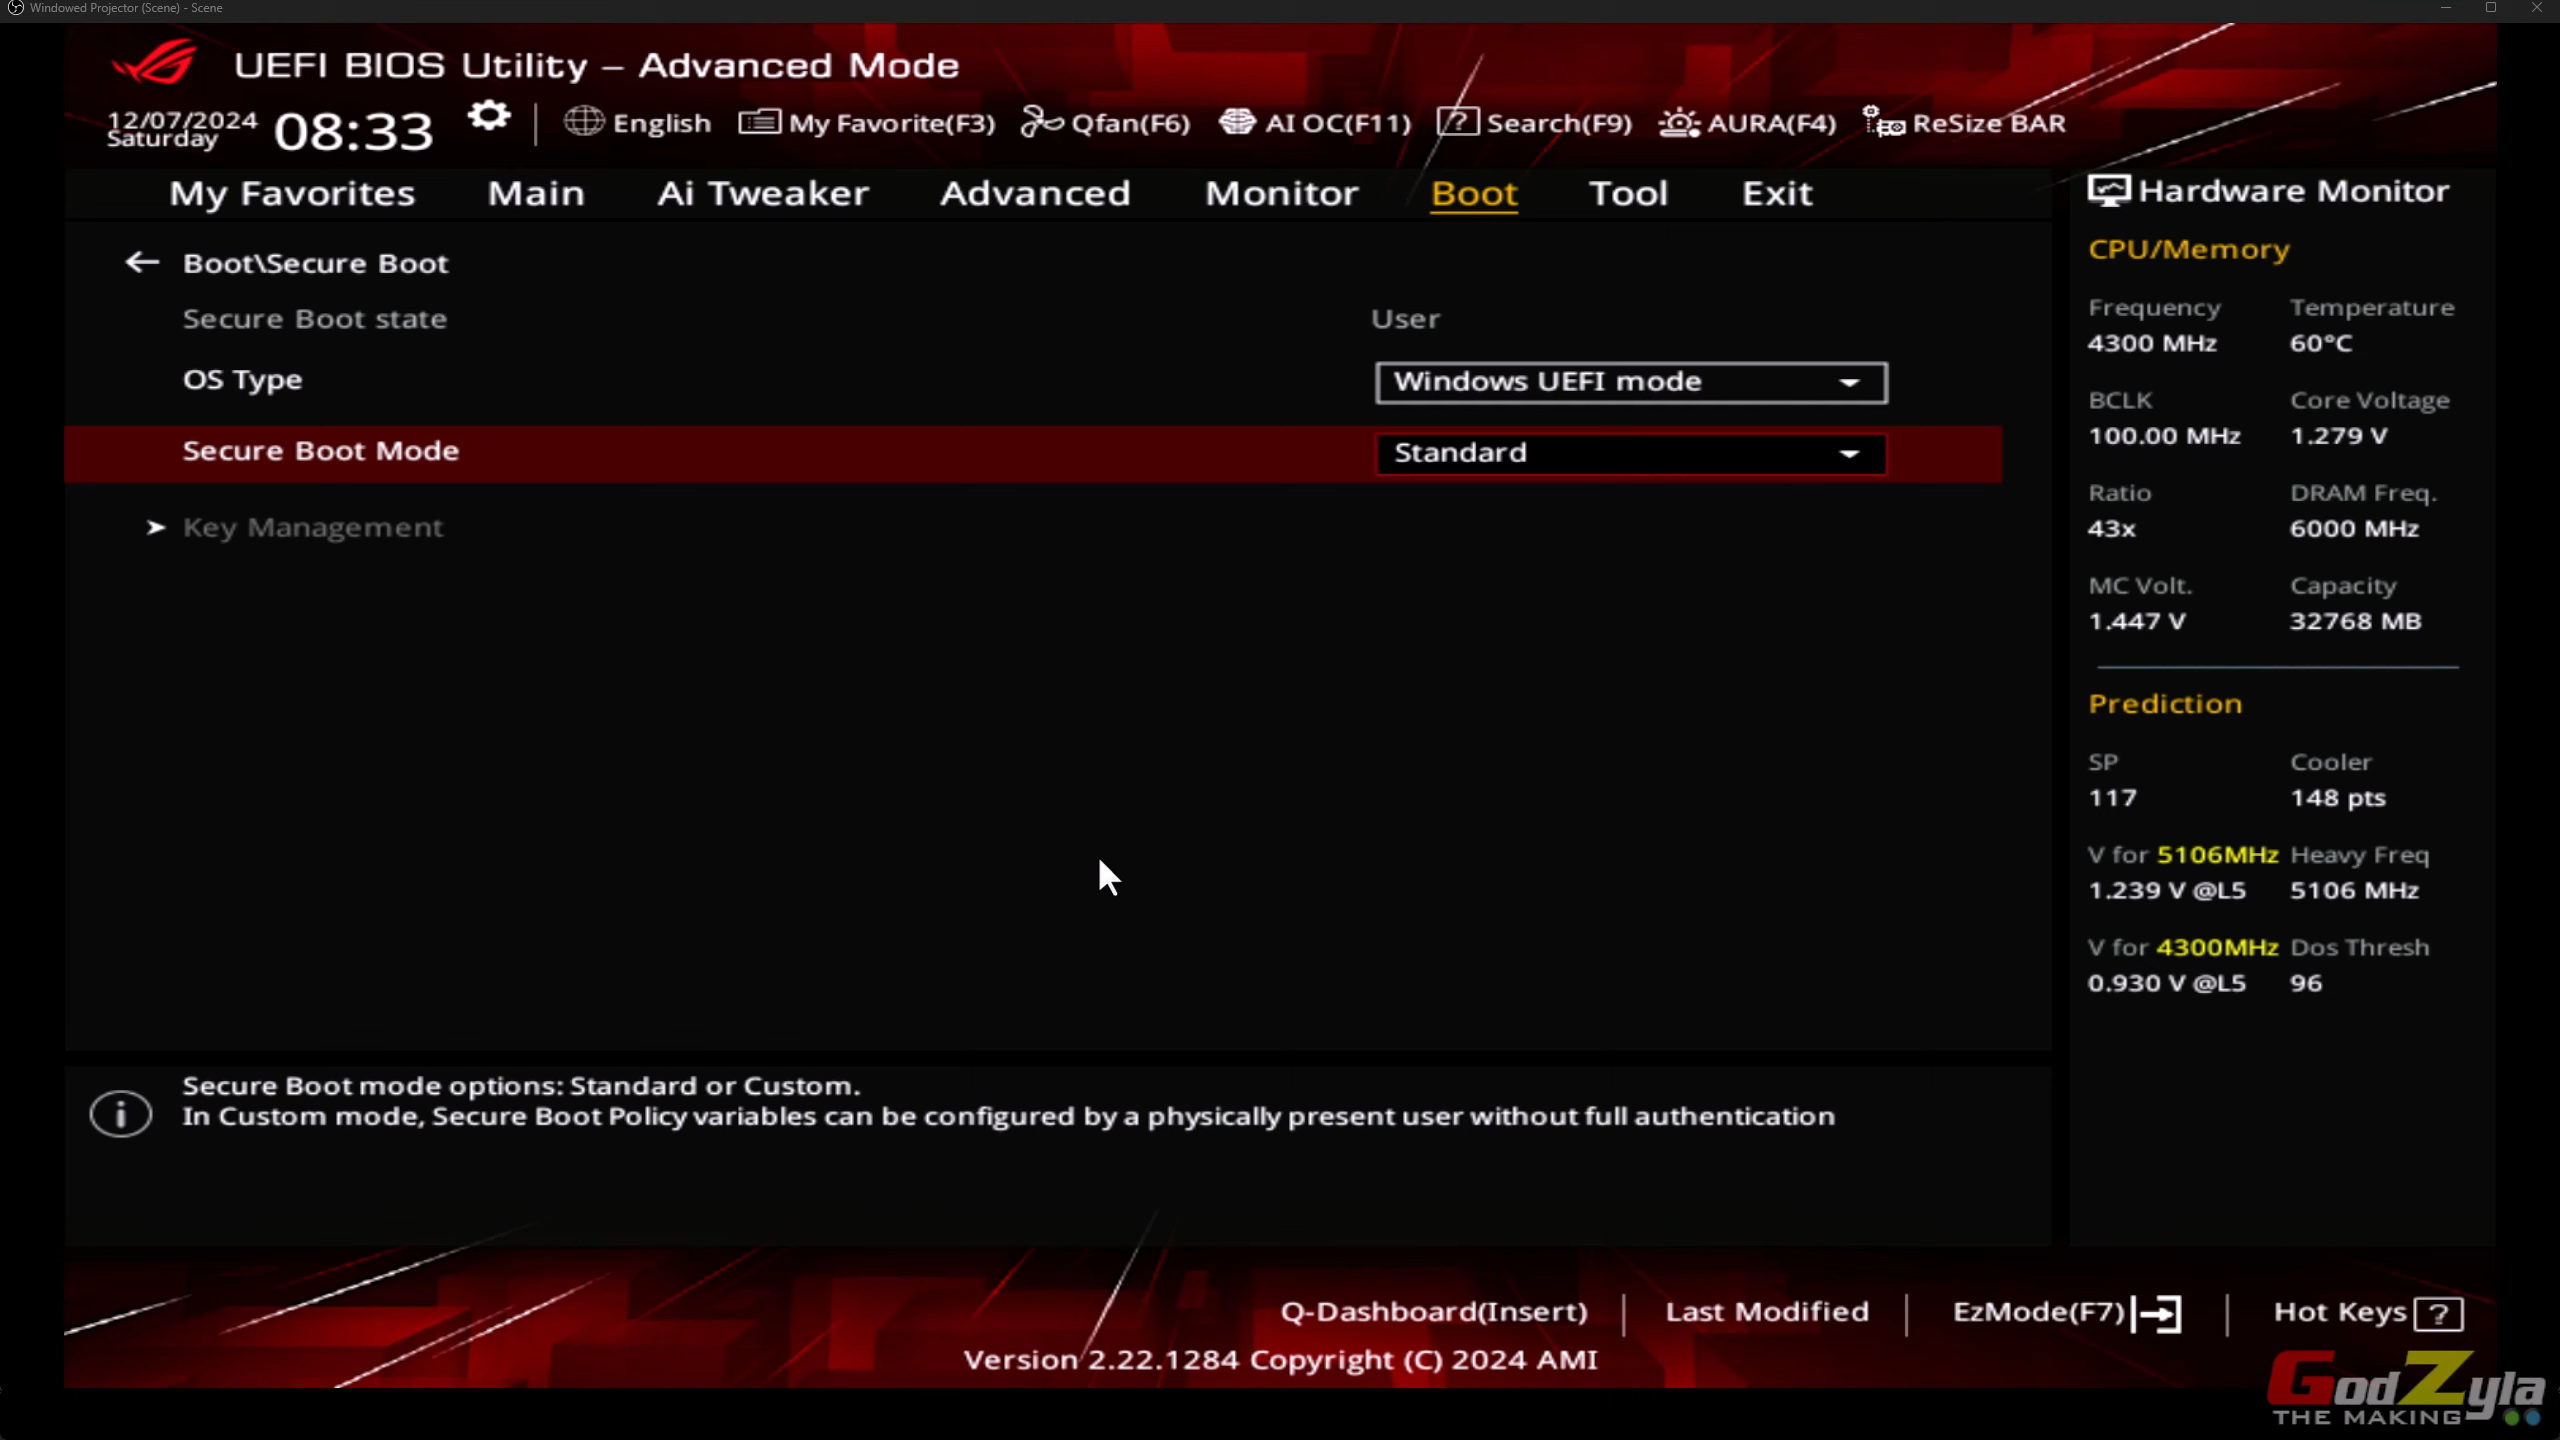 Windowed Projector (Scene) - Scene
UEFI BIOS Utility – Advanced Mode
12/07/2024
Saturday
08:33
English
My Favorite(F3)
Qfan(F6)
AI OC(F11)
Search(F9)
AURA(F4)
ReSize BAR
My Favorites
Main
Ai Tweaker
Advanced
Monitor
Boot
Tool
Exit
Boot\Secure Boot
Secure Boot state
User
OS Type
Windows UEFI mode
Secure Boot Mode
Standard
Key Management
Hardware Monitor
CPU/Memory
Frequency Temperature
4300 MHz 60°C
BCLK Core Voltage
100.00 MHz 1.279 V
Ratio DRAM Freq.
43x 6000 MHz
MC Volt. Capacity
1.447 V 32768 MB
Prediction
SP Cooler
117 148 pts
V for 5106MHz Heavy Freq
1.239 V @L5 5106 MHz
V for 4300MHz Dos Thresh
0.930 V @L5 96
Secure Boot mode options: Standard or Custom.
In Custom mode, Secure Boot Policy variables can be configured by a physically present user without full authentication
Q-Dashboard(Insert)
Last Modified
EzMode(F7)
Hot Keys ?
Version 2.22.1284 Copyright (C) 2024 AMI
GodZyla
THE MAKING